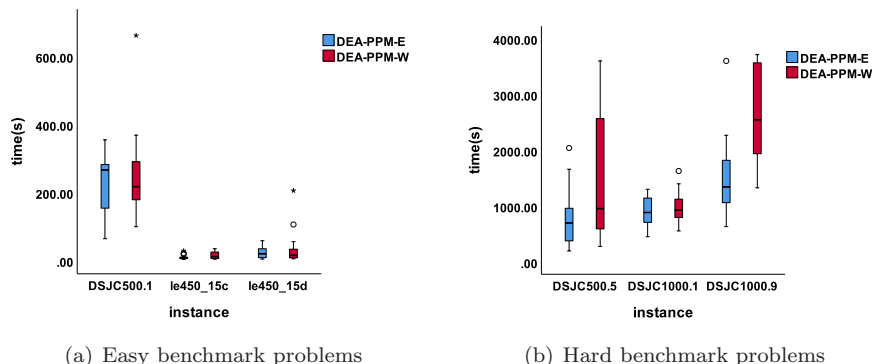 DEA-PPM-E
DEA-PPM-W
600.00
400.00
200.00
.00
time(s)
DSJC500.1
le450_15c
le450_15d
instance
(a) Easy benchmark problems
DEA-PPM-E
DEA-PPM-W
4000.00
3000.00
2000.00
1000.00
.00
time(s)
DSJC500.5
DSJC1000.1
DSJC1000.9
instance
(b) Hard benchmark problems